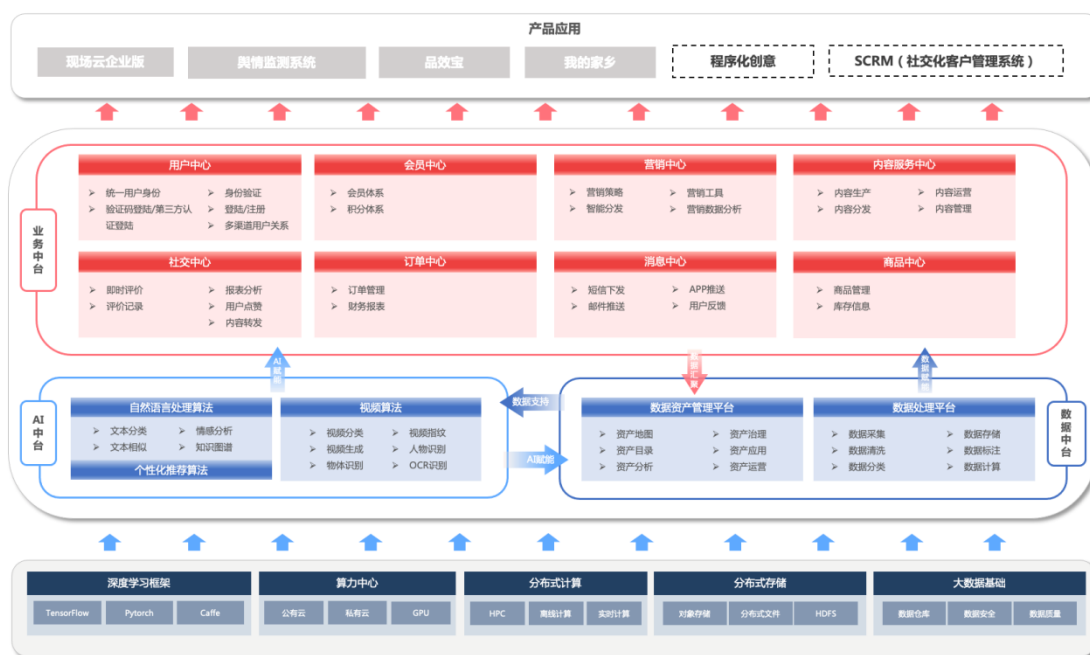 产品应用
现场云企业版
舆情监测系统
品效宝
我的家乡
程序化创意
SCRM（社交化客户管理系统）
业务中台
用户中心
统一用户身份
验证码登陆/第三方认
证登陆
身份验证
登陆/注册
多渠道用户关系
会员中心
会员体系
积分体系
营销中心
营销策略
智能分发
营销工具
营销数据分析
内容服务中心
内容生产
内容分发
内容运营
内容管理
社交中心
即时评价
评价记录
报表分析
用户点赞
内容转发
订单中心
订单管理
财务报表
消息中心
短信下发
邮件推送
APP推送
用户反馈
商品中心
商品管理
库存信息
AI赋能
数据汇聚
数据赋能
AI中台
自然语言处理算法
文本分类
文本相似
情感分析
知识图谱
个性化推荐算法
视频算法
视频分类
视频生成
物体识别
视频指纹
人物识别
OCR识别
数据支持
AI赋能
数据资产管理平台
资产地图
资产目录
资产分析
资产治理
资产应用
资产运营
数据处理平台
数据采集
数据清洗
数据分类
数据存储
数据标注
数据计算
数据中台
深度学习框架
TensorFlow
Pytorch
Caffe
算力中心
公有云
私有云
GPU
分布式计算
HPC
离线计算
实时计算
分布式存储
对象存储
分布式文件
HDFS
大数据基础
数据仓库
数据安全
数据质量